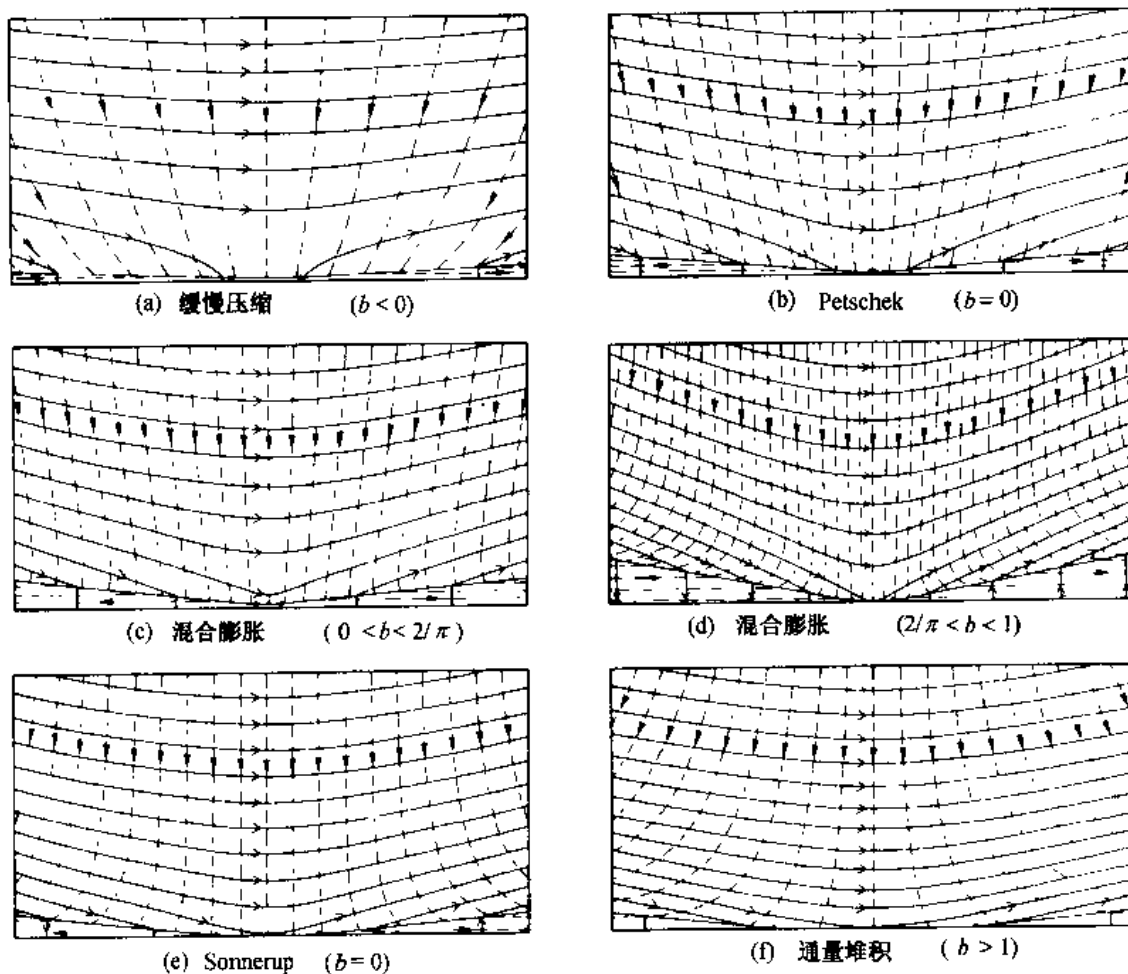 (a) 缓慢压缩 (b < 0)
(b) Petschek (b = 0)
(c) 混合膨胀 (0 < b < 2/π)
(d) 混合膨胀 (2/π < b < 1)
(e) Sonnerup (b = 0)
(f) 通量堆积 (b > 1)